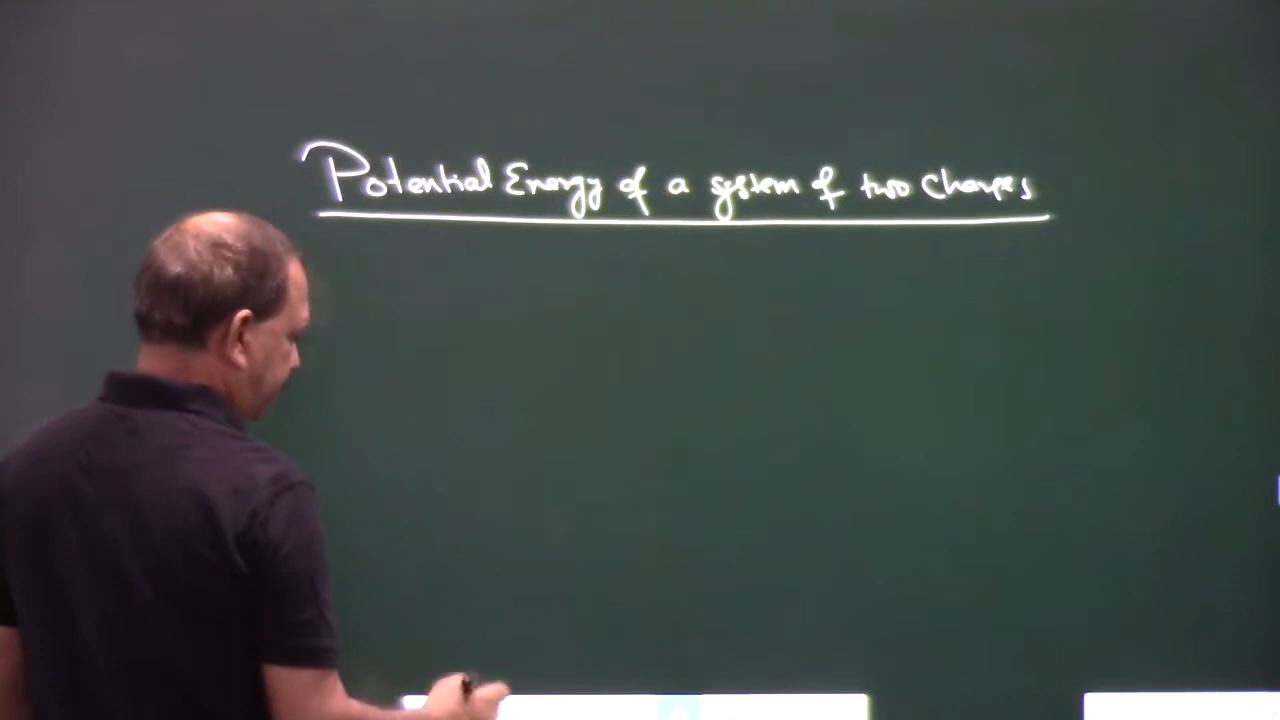 Potential Energy of a system of two Charges